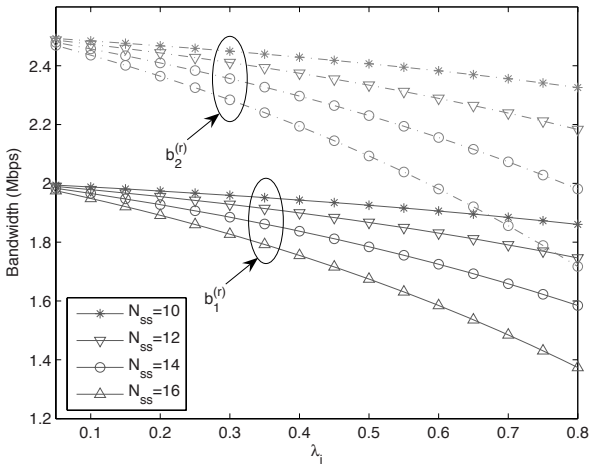 2.4
2.2
2
1.8
1.6
1.4
1.2
Bandwidth (Mbps)
b2(r)
b1(r)
Nss=10
Nss=12
Nss=14
Nss=16
0.1 0.2 0.3 0.4 0.5 0.6 0.7 0.8
λi